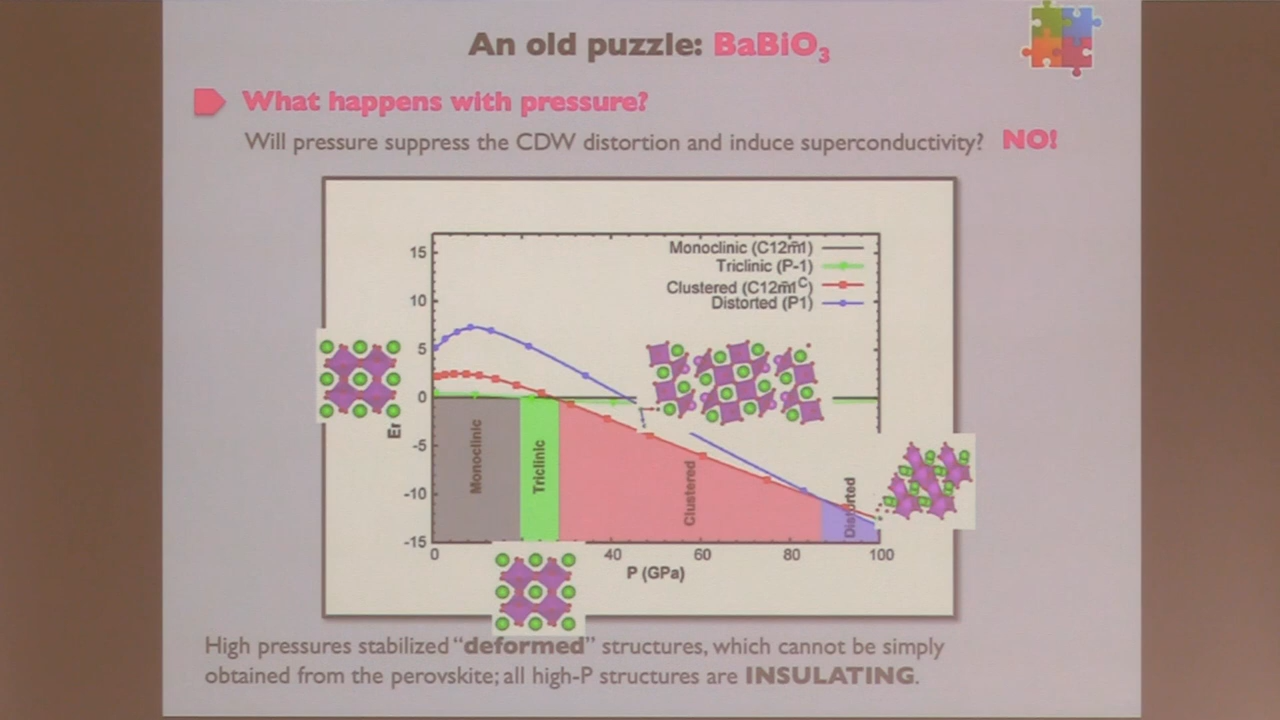 An old puzzle: BaBiO3
What happens with pressure?
Will pressure suppress the CDW distortion and induce superconductivity? NO!
Monoclinic (C12m1)
Triclinic (P-1)
Clustered (C12m1C)
Distorted (P1)
15
10
5
0
-5
-10
-15
Monoclinic
Triclinic
Clustered
Distorted
0
40
60
80
100
P (GPa)
High pressures stabilized "deformed" structures, which cannot be simply
obtained from the perovskite; all high-P structures are INSULATING.